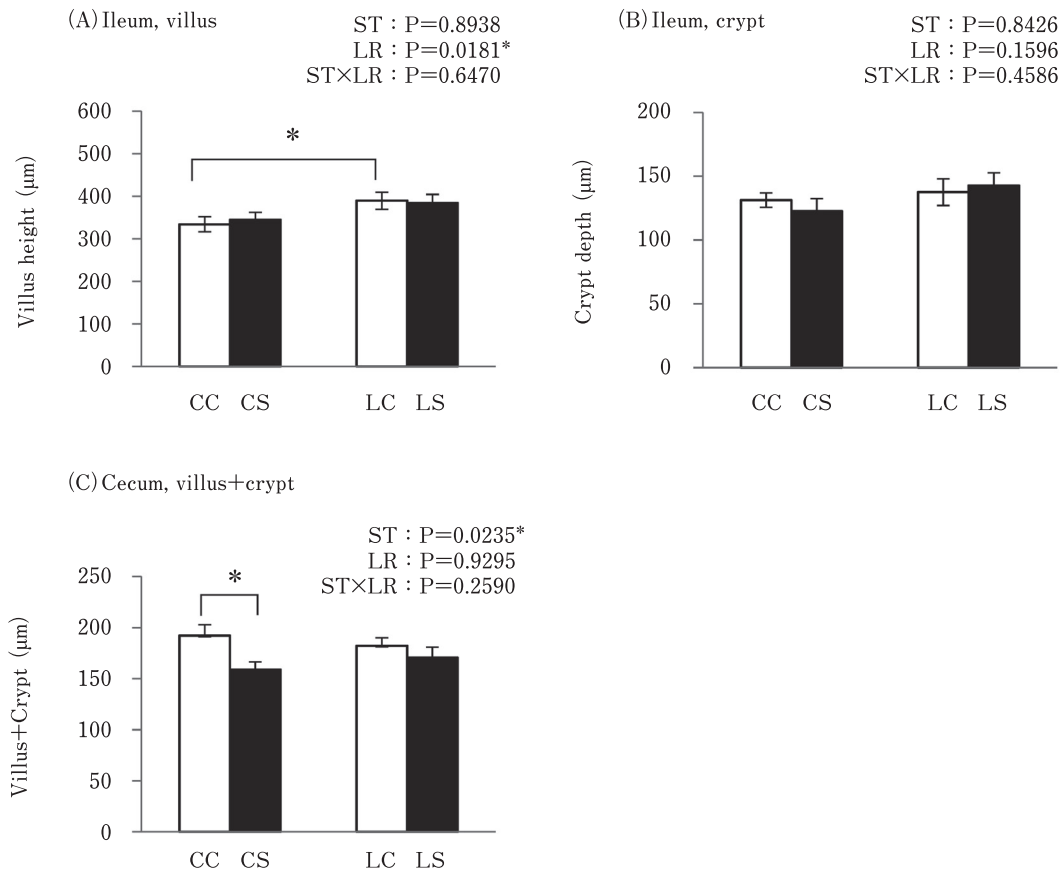 (A) Ileum, villus
ST : P=0.8938
LR : P=0.0181*
ST×LR : P=0.6470
600
500
400
300
200
100
0
Villus height (μm)
*
CC CS LC LS
(B) Ileum, crypt
ST : P=0.8426
LR : P=0.1596
ST×LR : P=0.4586
200
150
100
50
0
Crypt depth (μm)
CC CS LC LS
(C) Cecum, villus+crypt
ST : P=0.0235*
LR : P=0.9295
ST×LR : P=0.2590
250
200
150
100
50
0
Villus+Crypt (μm)
*
CC CS LC LS